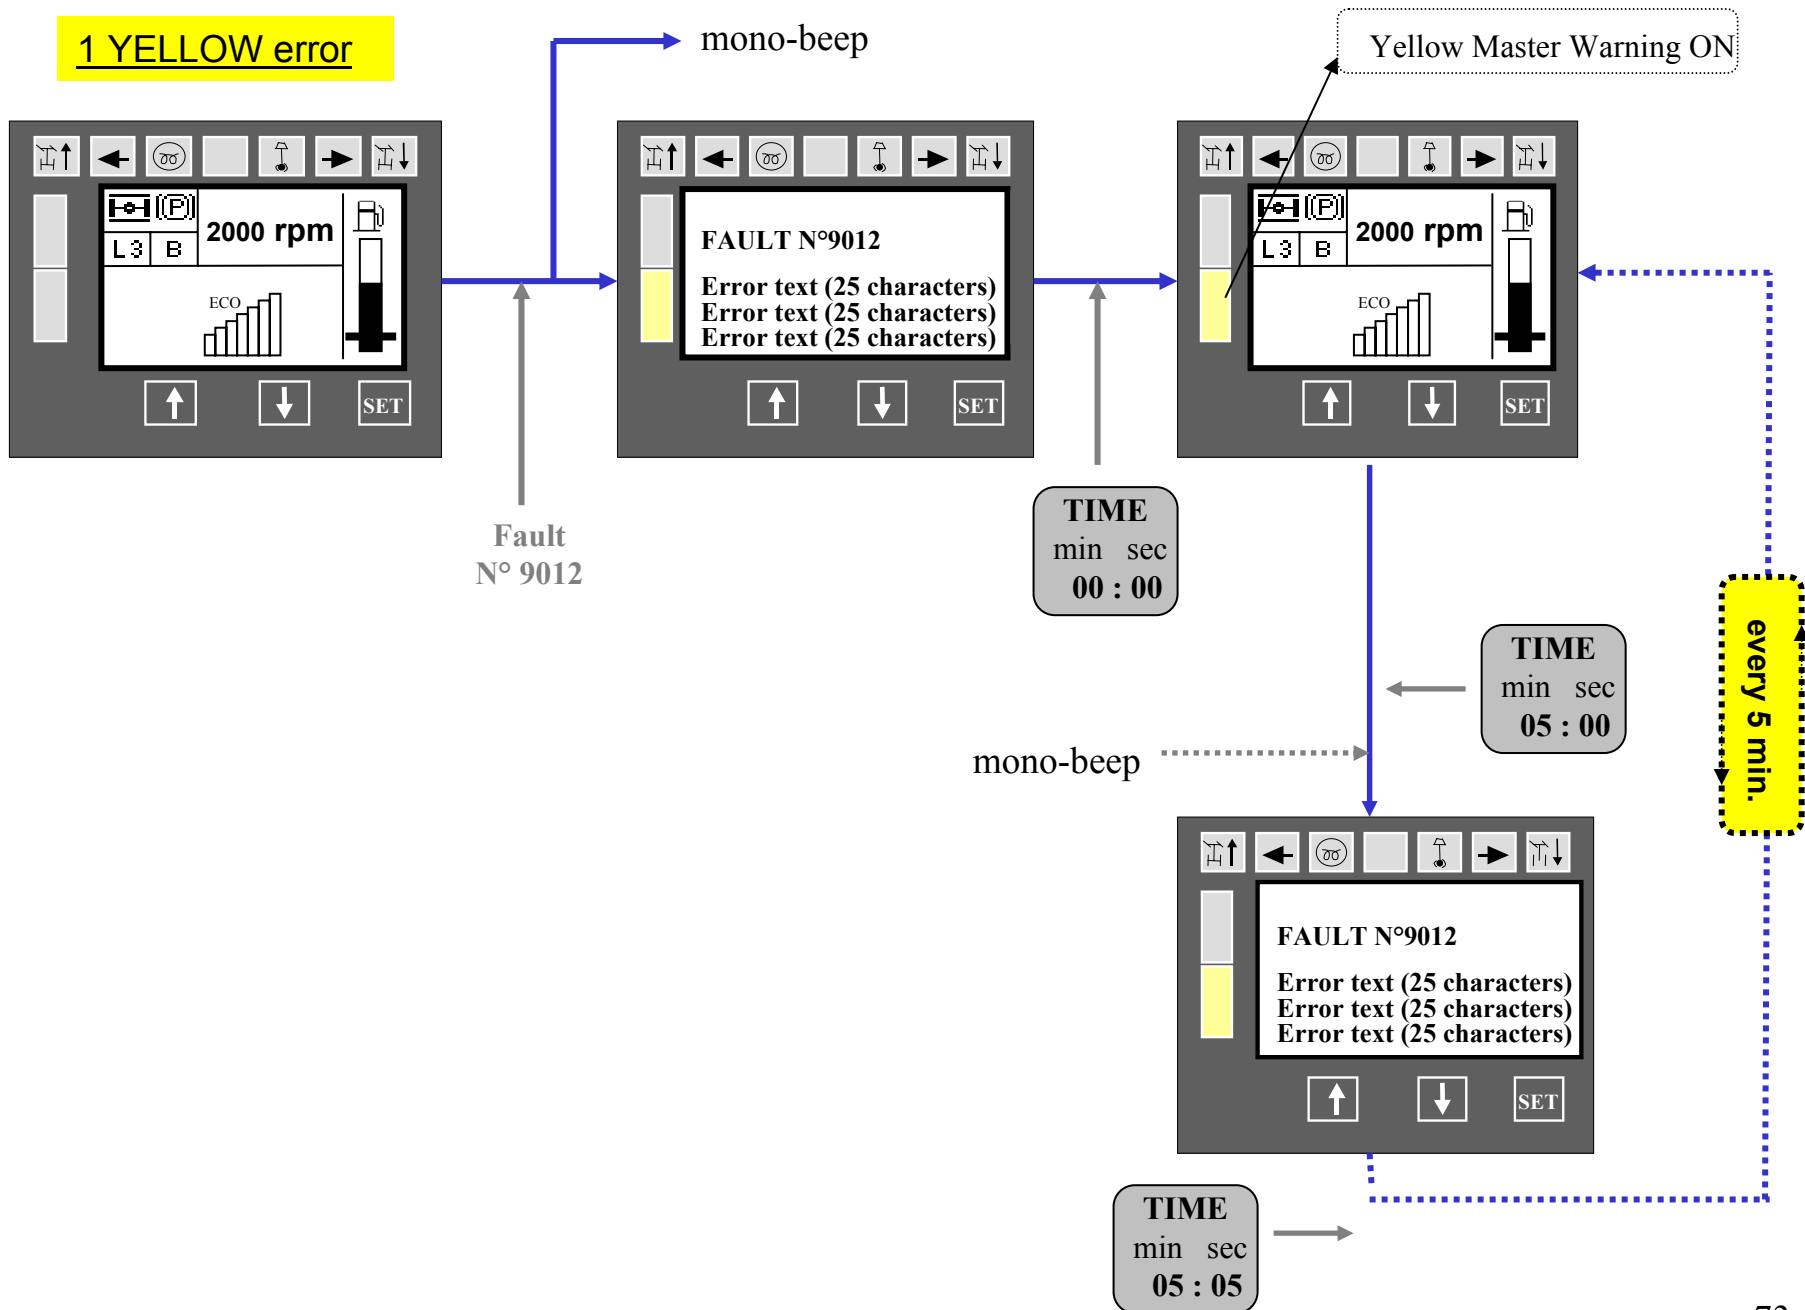 1 YELLOW error
mono-beep
Yellow Master Warning ON
(P)
2000 rpm
L3 B
ECO
SET
FAULT N°9012
Error text (25 characters)
Error text (25 characters)
Error text (25 characters)
SET
(P)
2000 rpm
L3 B
ECO
SET
Fault
N° 9012
TIME
min sec
00 : 00
TIME
min sec
05 : 00
every 5 min.
mono-beep
FAULT N°9012
Error text (25 characters)
Error text (25 characters)
Error text (25 characters)
SET
TIME
min sec
05 : 05